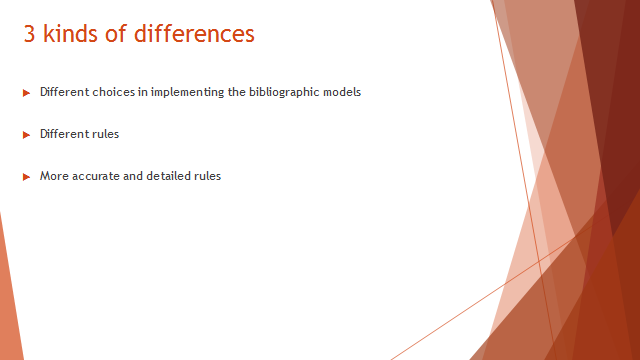 3 kinds of differences
Different choices in implementing the bibliographic models
Different rules
More accurate and detailed rules